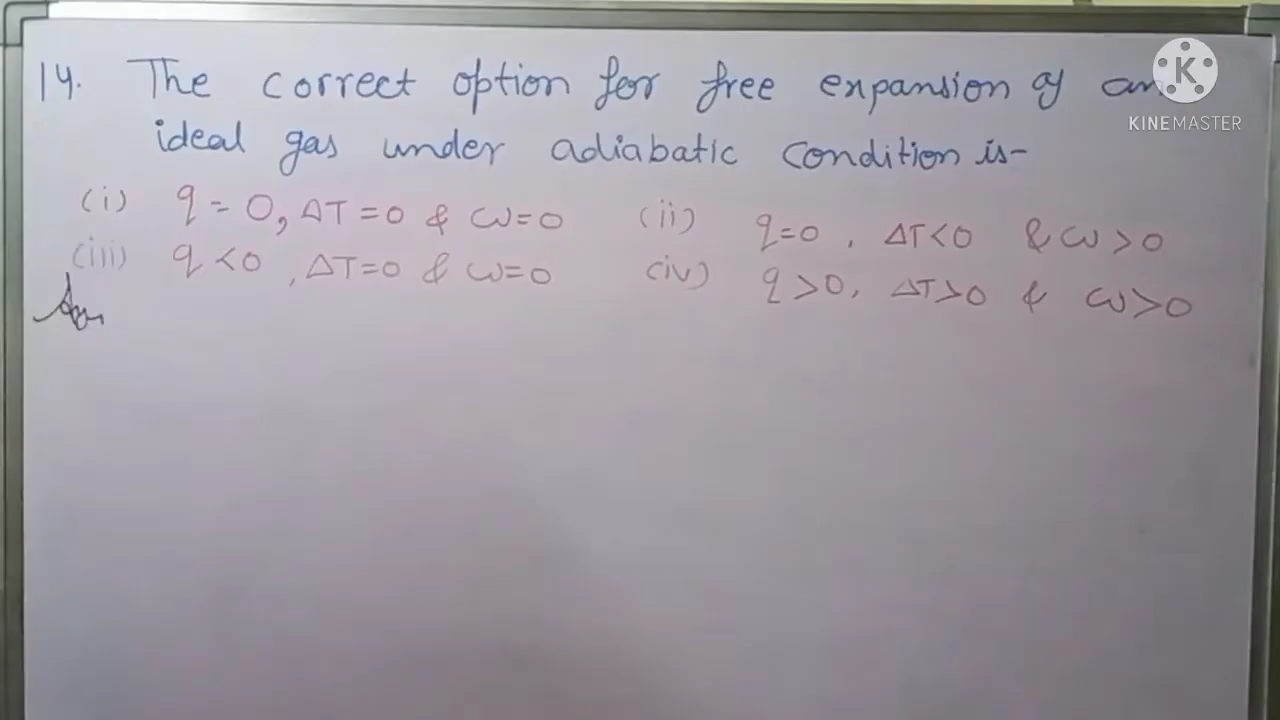 14. The correct option for free expansion of an
ideal gas under adiabatic condition is-
(i) q = 0, ΔT = 0 & w = 0 (ii) q = 0, ΔT < 0 & w > 0
(iii) q < 0, ΔT = 0 & w = 0 (iv) q > 0, ΔT > 0 & w > 0
Ans
K
KINEMASTER